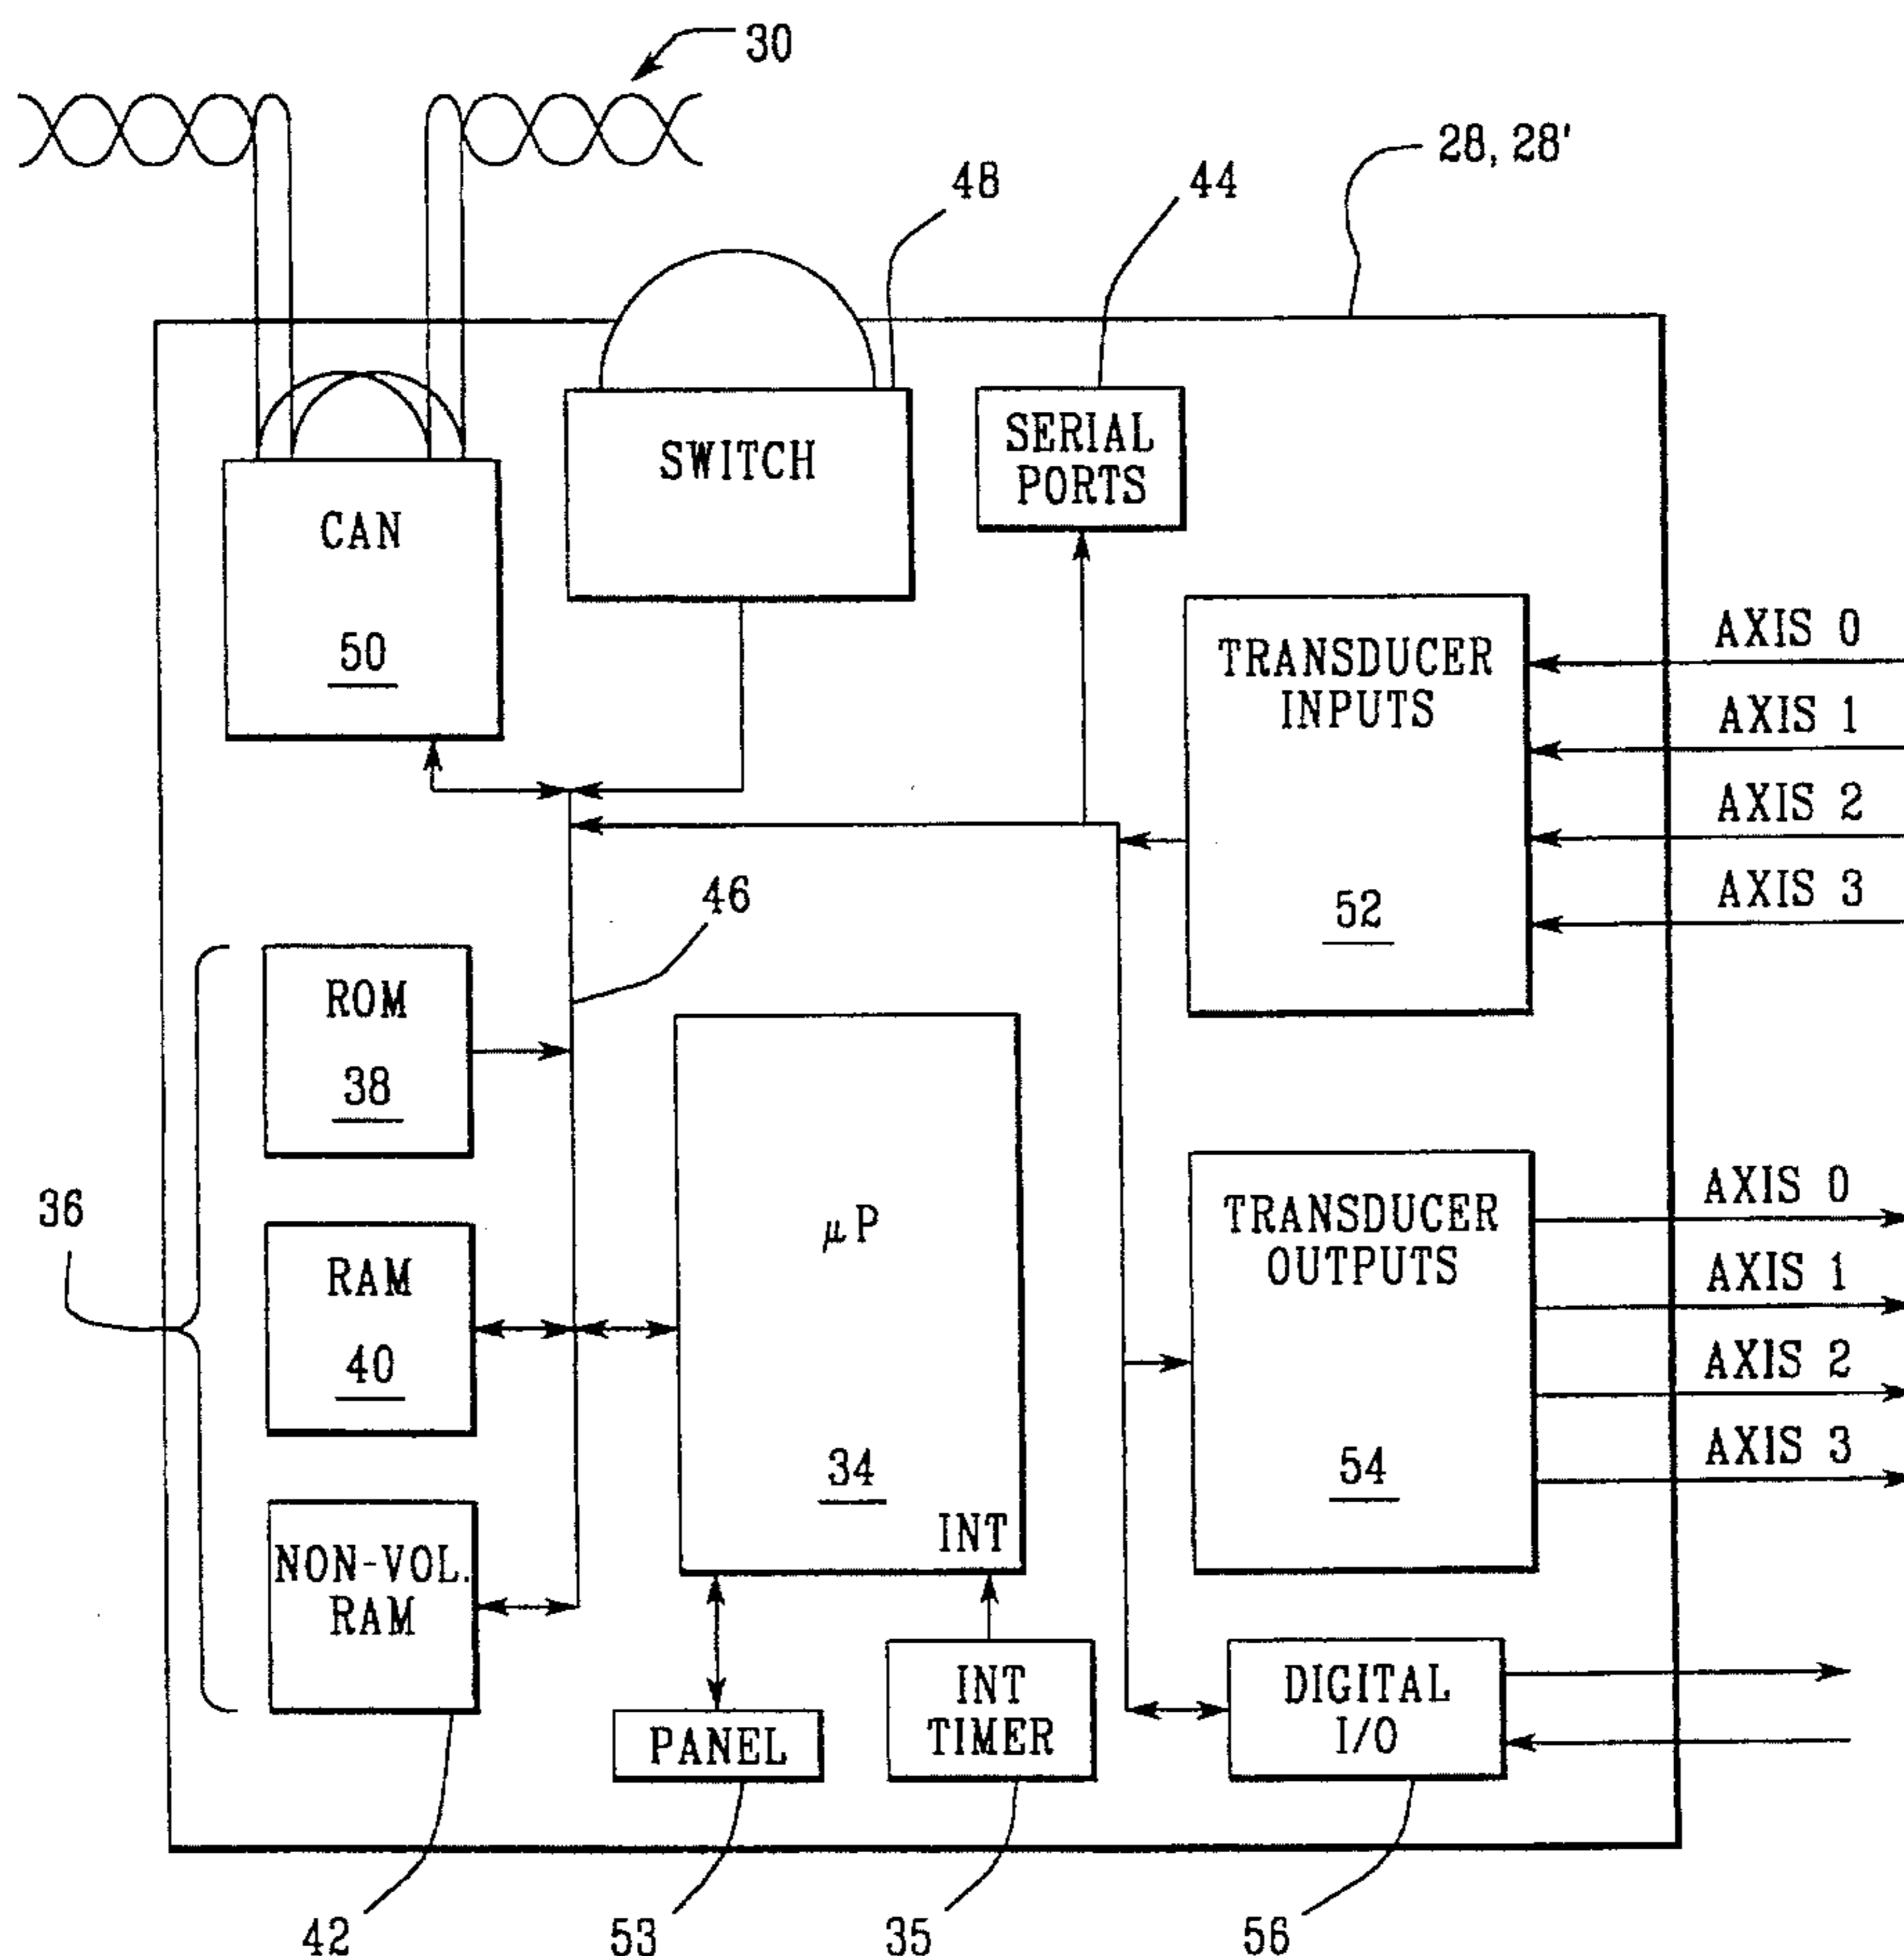 30
28, 28'
48
44
SWITCH
SERIAL
PORTS
CAN
50
TRANSDUCER
INPUTS
52
AXIS 0
AXIS 1
AXIS 2
AXIS 3
46
ROM
38
36
RAM
40
NON-VOL.
RAM
μP
34
INT
TRANSDUCER
OUTPUTS
54
AXIS 0
AXIS 1
AXIS 2
AXIS 3
PANEL
INT
TIMER
DIGITAL
I/O
42
53
35
56